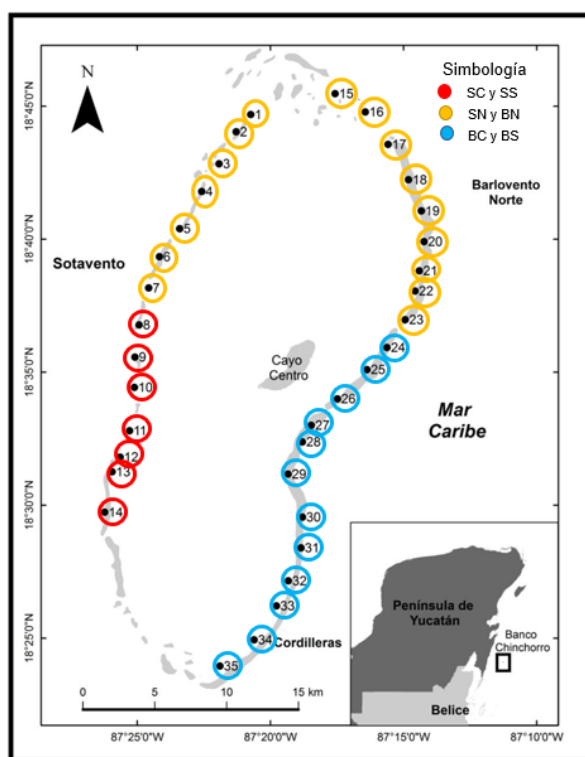 Simbología
SC y SS
SN y BN
BC y BS
N
18°45'0"N
18°40'0"N
18°35'0"N
18°30'0"N
18°25'0"N
1
2
3
4
5
6
7
8
9
10
11
12
13
14
15
16
17
18
19
20
21
22
23
24
25
26
27
28
29
30
31
32
33
34
35
Barlovento
Norte
Sotavento
Cayo
Centro
Mar
Caribe
Cordilleras
Península de
Yucatán
Banco
Chinchorro
Belice
0 5 10 15 km
87°25'0"W 87°20'0"W 87°15'0"W 87°10'0"W